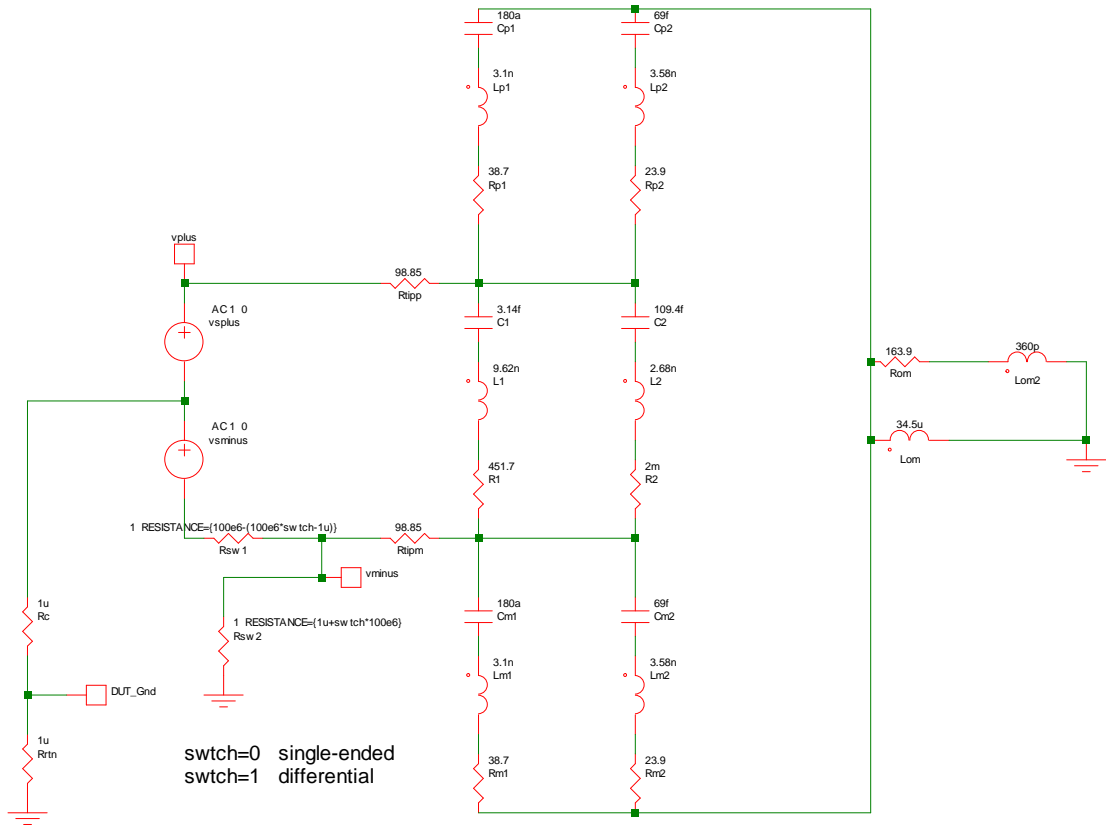 180a
Cp1
69f
Cp2
3.1n
Lp1
3.58n
Lp2
38.7
Rp1
23.9
Rp2
vplus
98.85
Rtipp
AC 1 0
vsplus
3.14f
C1
109.4f
C2
163.9
Rom
360p
Lom2
9.62n
L1
2.68n
L2
AC 1 0
vsminus
34.5u
Lom
451.7
R1
2m
R2
1 RESISTANCE={100e6-(100e6*swtch-1u)}
Rsw1
98.85
Rtipm
vminus
1u
Rc
1 RESISTANCE={1u+swtch*100e6}
Rsw2
180a
Cm1
69f
Cm2
3.1n
Lm1
3.58n
Lm2
DUT_Gnd
1u
Rrtn
swtch=0 single-ended
swtch=1 differential
38.7
Rm1
23.9
Rm2